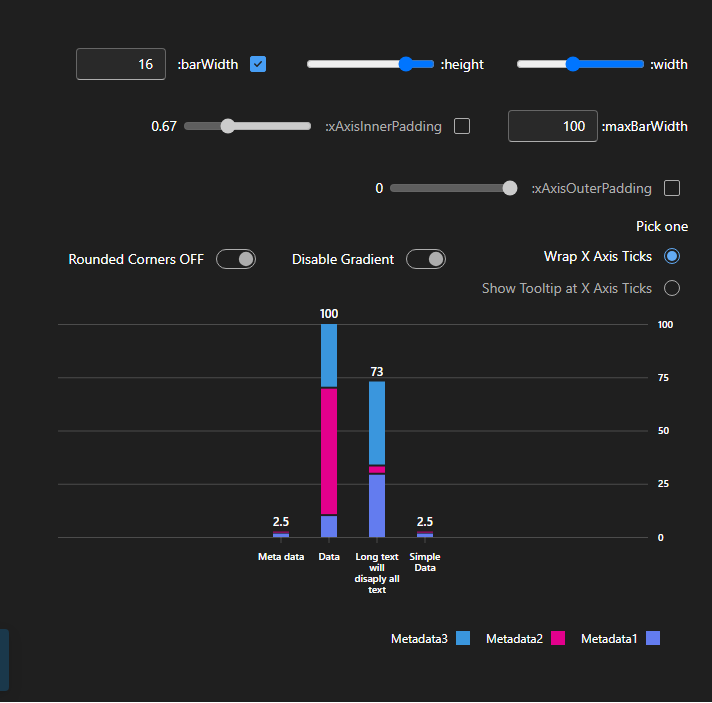 16 :barWidth :height :width
0.67 :xAxisInnerPadding 100 :maxBarWidth
0 :xAxisOuterPadding
Pick one
Rounded Corners OFF Disable Gradient Wrap X Axis Ticks
Show Tooltip at X Axis Ticks
100
100
73
75
50
25
2.5
2.5
0
Meta data
Data
Long text
will
disaply all
text
Simple
Data
Metadata3 Metadata2 Metadata1